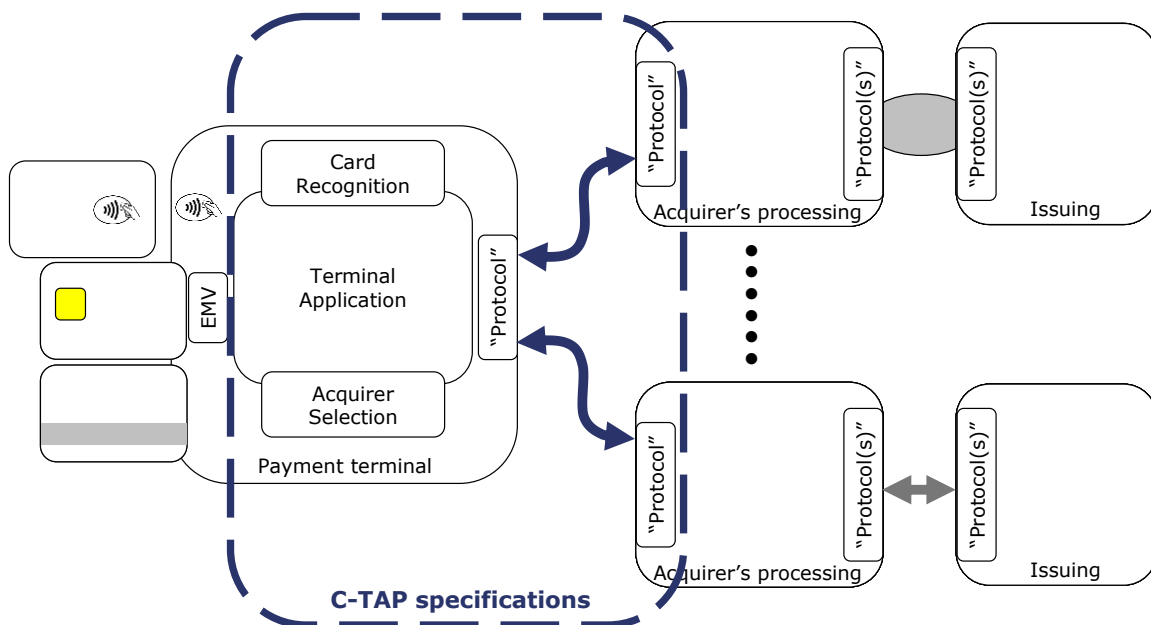 Card
Recognition
Terminal
Application
Acquirer
Selection
Payment terminal
EMV
“Protocol”
“Protocol”
“Protocol(s)”
“Protocol(s)”
Acquirer’s processing
Issuing
“Protocol”
“Protocol(s)”
“Protocol(s)”
Acquirer’s processing
Issuing
C-TAP specifications